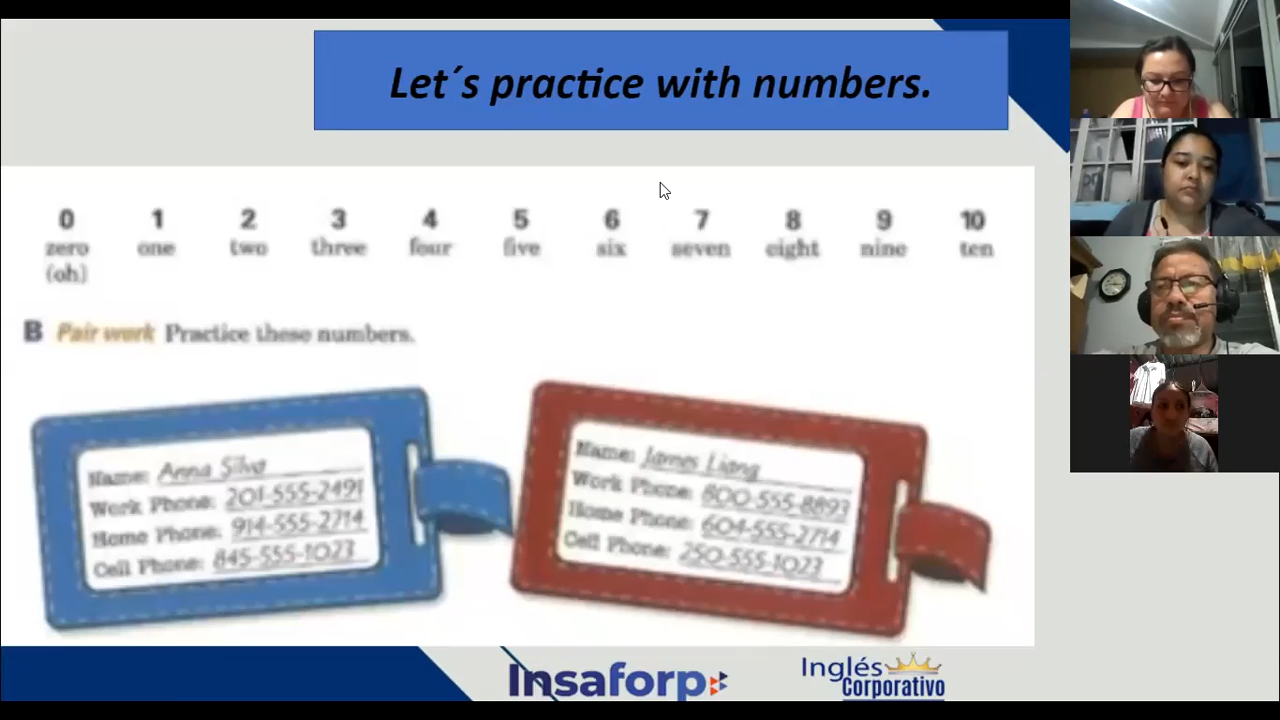 Let´s practice with numbers.
0 1 2 3 4 5 6 7 8 9 10
zero one two three four five six seven eight nine ten
(oh)
B Pair work Practice these numbers.
Name: Anna Silva
Work Phone: 201-555-2491
Home Phone: 914-555-2714
Cell Phone: 845-555-1023
Name: James Liang
Work Phone: 800-555-8893
Home Phone: 604-555-2714
Cell Phone: 250-555-1023
Insaforp
Inglés
Corporativo